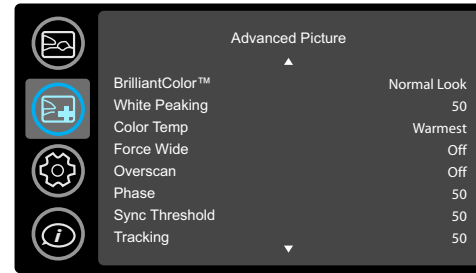 Advanced Picture
BrilliantColor™ Normal Look
White Peaking 50
Color Temp Warmest
Force Wide Off
Overscan Off
Phase 50
Sync Threshold 50
Tracking 50
i